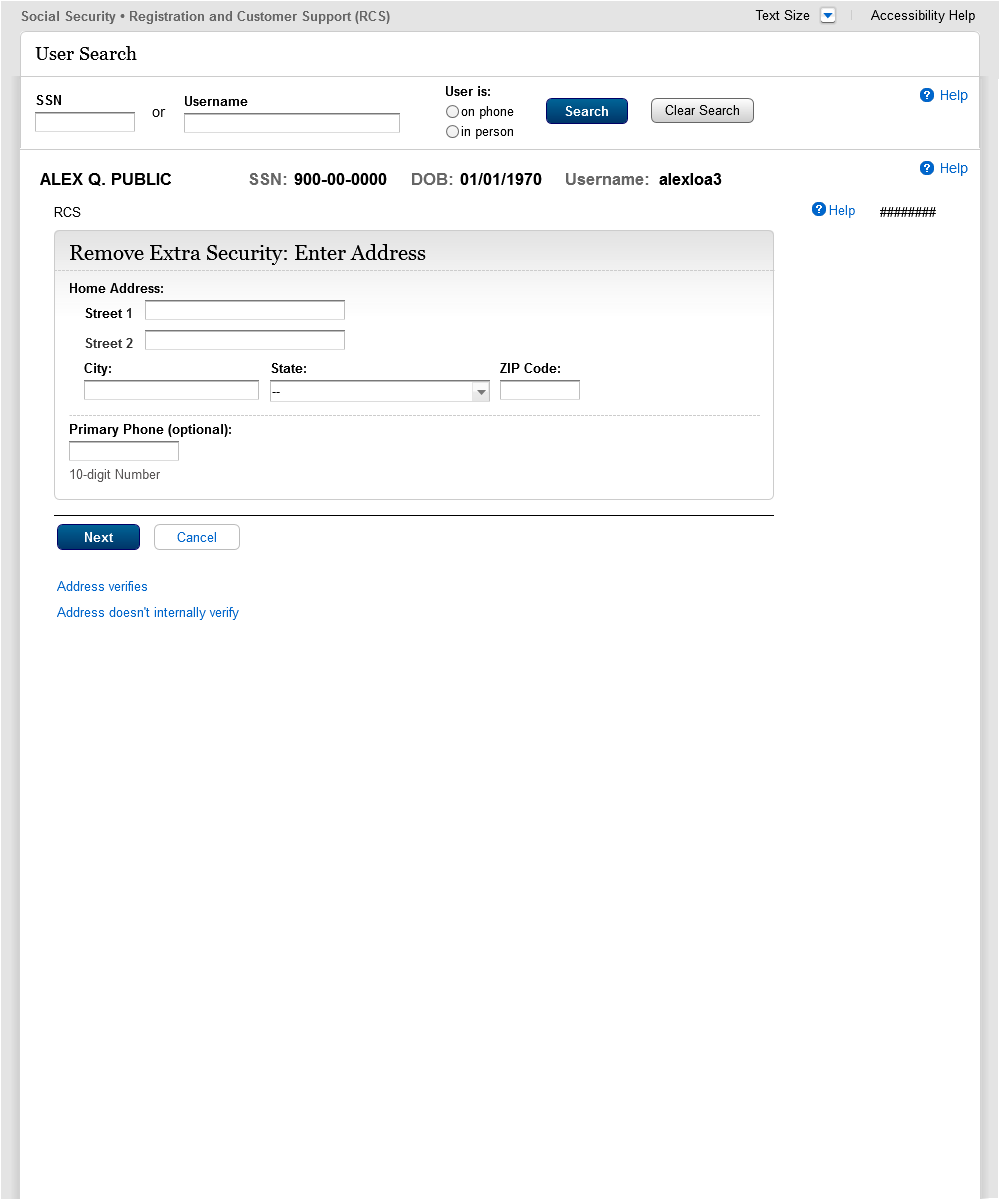 Social Security • Registration and Customer Support (RCS)
Text Size
Accessibility Help
User Search
SSN
or
Username
User is:
on phone
in person
Search
Clear Search
? Help
ALEX Q. PUBLIC SSN: 900-00-0000 DOB: 01/01/1970 Username: alexloa3
? Help
RCS
? Help
########
Remove Extra Security: Enter Address
Home Address:
Street 1
Street 2
City: State: ZIP Code:
--
Primary Phone (optional):
10-digit Number
Next Cancel
Address verifies
Address doesn't internally verify